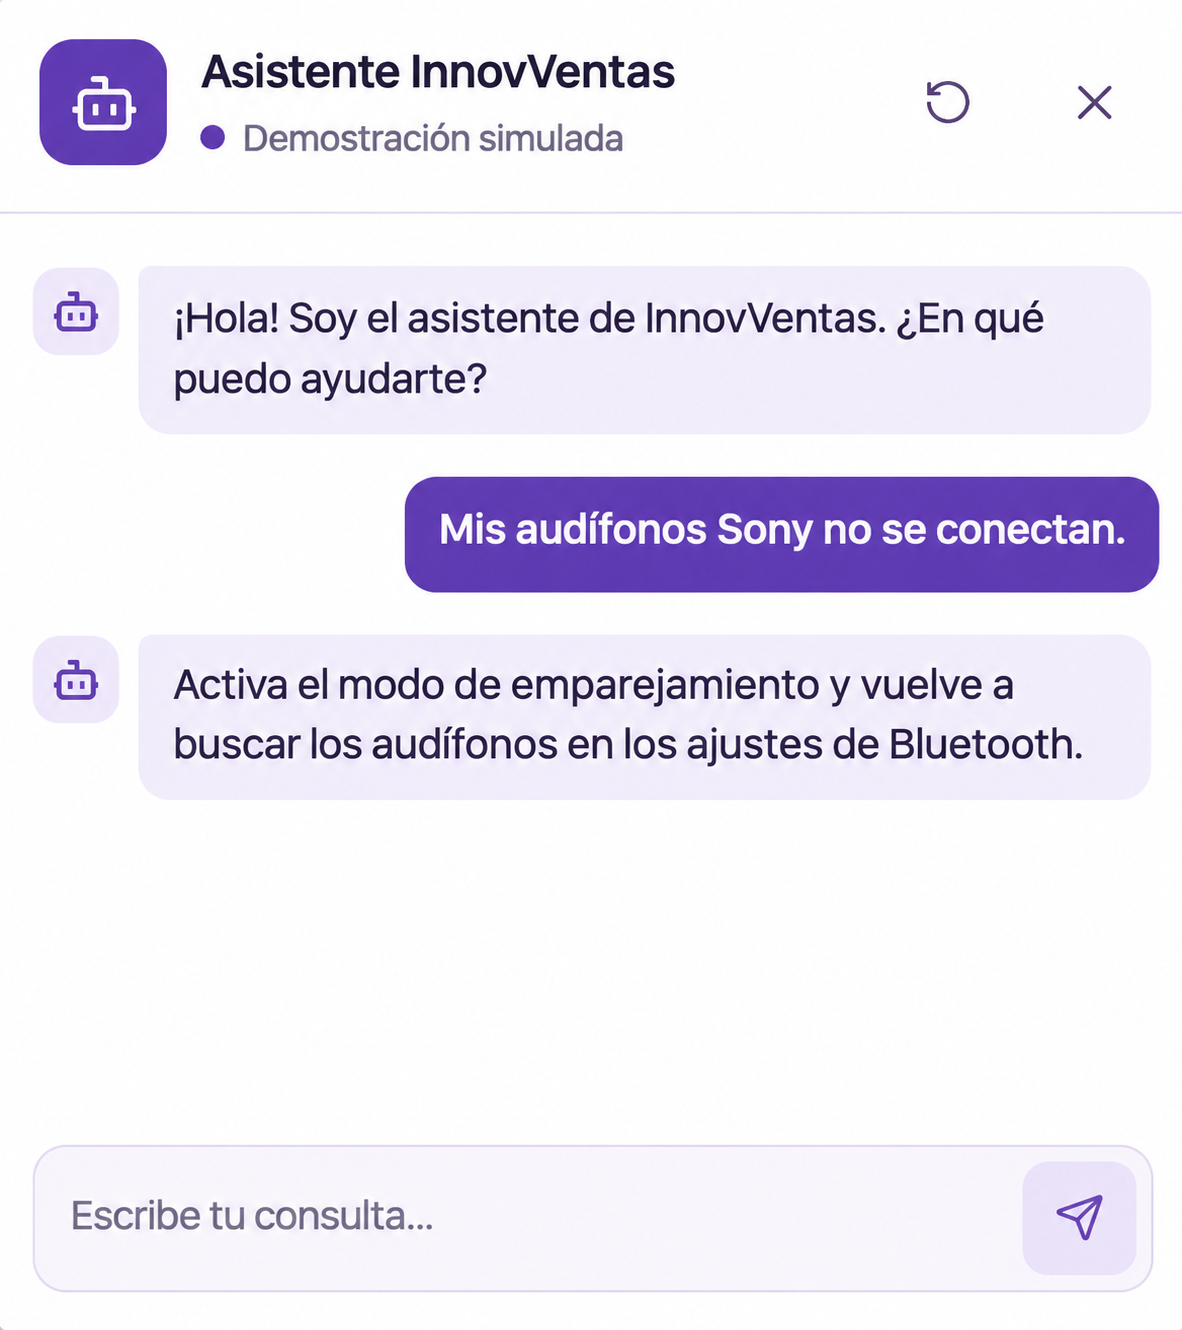 Asistente InnovVentas
Demostración simulada
¡Hola! Soy el asistente de InnovVentas. ¿En qué
puedo ayudarte?
Mis audífonos Sony no se conectan.
Activa el modo de emparejamiento y vuelve a
buscar los audífonos en los ajustes de Bluetooth.
Escribe tu consulta...